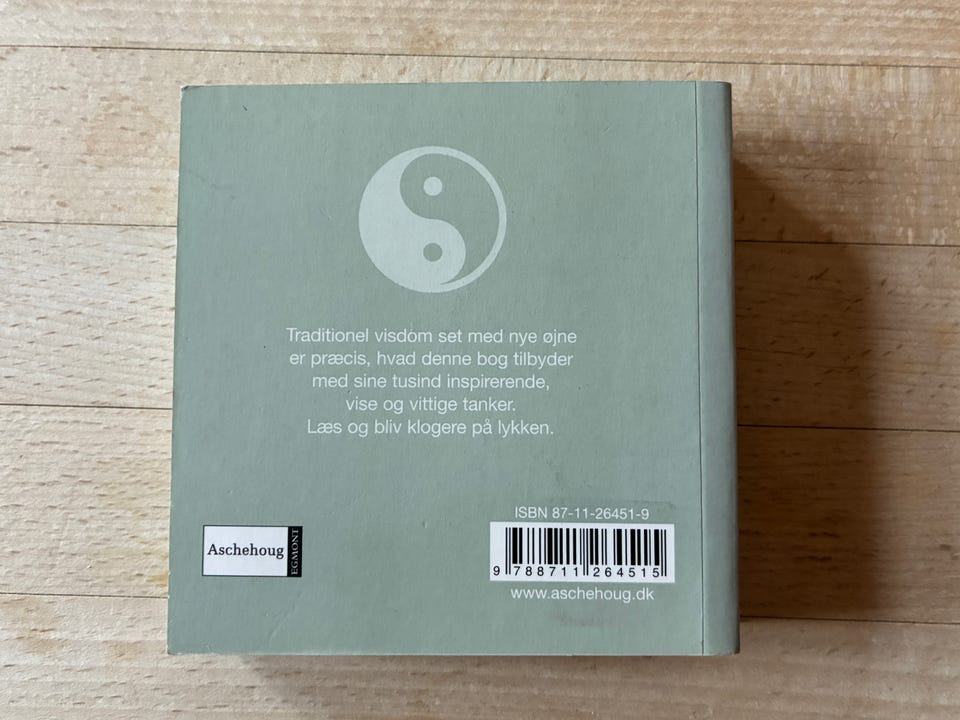 Traditionel visdom set med nye øjne
er præcis, hvad denne bog tilbyder
med sine tusind inspirerende,
vise og vittige tanker.
Læs og bliv klogere på lykken.
Aschehoug
EGMONT
ISBN 87-11-26451-9
9 788711 264515
www.aschehoug.dk